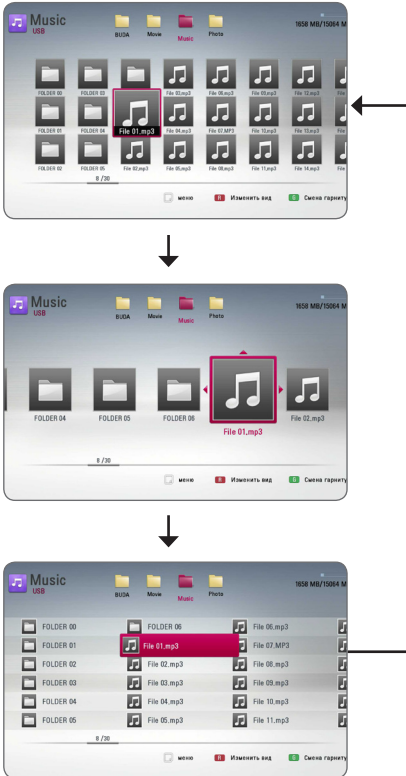 Music
USB
BUDA Movie Music Photo
1658 MB/15064 M
File 03.mp3 File 06.mp3 File 09.mp3 File 12.mp3 File
FOLDER 00 FOLDER 03
FOLDER 01 FOLDER 04 File 01.mp3 File 04.mp3 File 07.MP3 File 10.mp3 File 13.mp3 File
FOLDER 02 FOLDER 05 File 02.mp3 File 05.mp3 File 08.mp3 File 11.mp3 File 14.mp3 File
8 /30
меню R Изменить вид G Смена гарниту
Music
USB
BUDA Movie Music Photo
1658 MB/15064 M
FOLDER 04 FOLDER 05 FOLDER 06 File 02.mp3
File 01.mp3
8 /30
меню R Изменить вид G Смена гарниту
Music
USB
BUDA Movie Music Photo
1658 MB/15064 M
FOLDER 00 FOLDER 06 File 06.mp3
FOLDER 01 File 01.mp3 File 07.MP3
FOLDER 02 File 02.mp3 File 08.mp3
FOLDER 03 File 03.mp3 File 09.mp3
FOLDER 04 File 04.mp3 File 10.mp3
FOLDER 05 File 05.mp3 File 11.mp3
8 /30
меню R Изменить вид G Смена гарниту